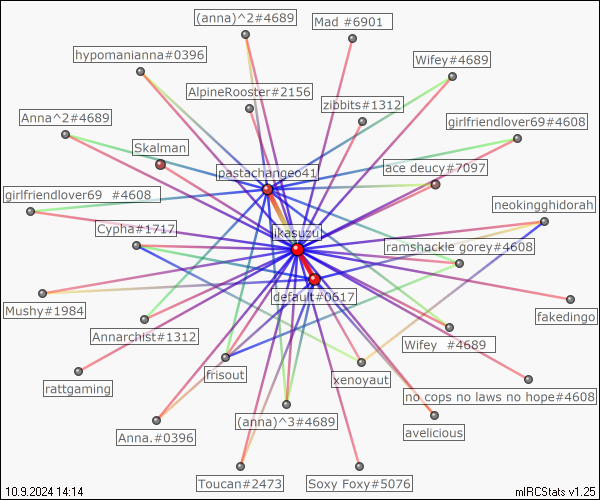 (anna)^2#4689
Mad #6901
hypomanianna#0396
Wifey#4689
AlpineRooster#2156
zibbits#1312
Anna^2#4689
girlfriendlover69#4608
Skalman
pastachangeo41
ace deucy#7097
girlfriendlover69 #4608
neokingghidorah
Cypha#1717
ikasuzu
ramshackle gorey#4608
default#0617
Mushy#1984
fakedingo
Annarchist#1312
Wifey #4689
frisout
xenoyaut
rattgaming
no cops no laws no hope#4608
(anna)^3#4689
Anna.#0396
avelicious
Toucan#2473
Soxy Foxy#5076
10.9.2024 14:14
mIRCStats v1.25